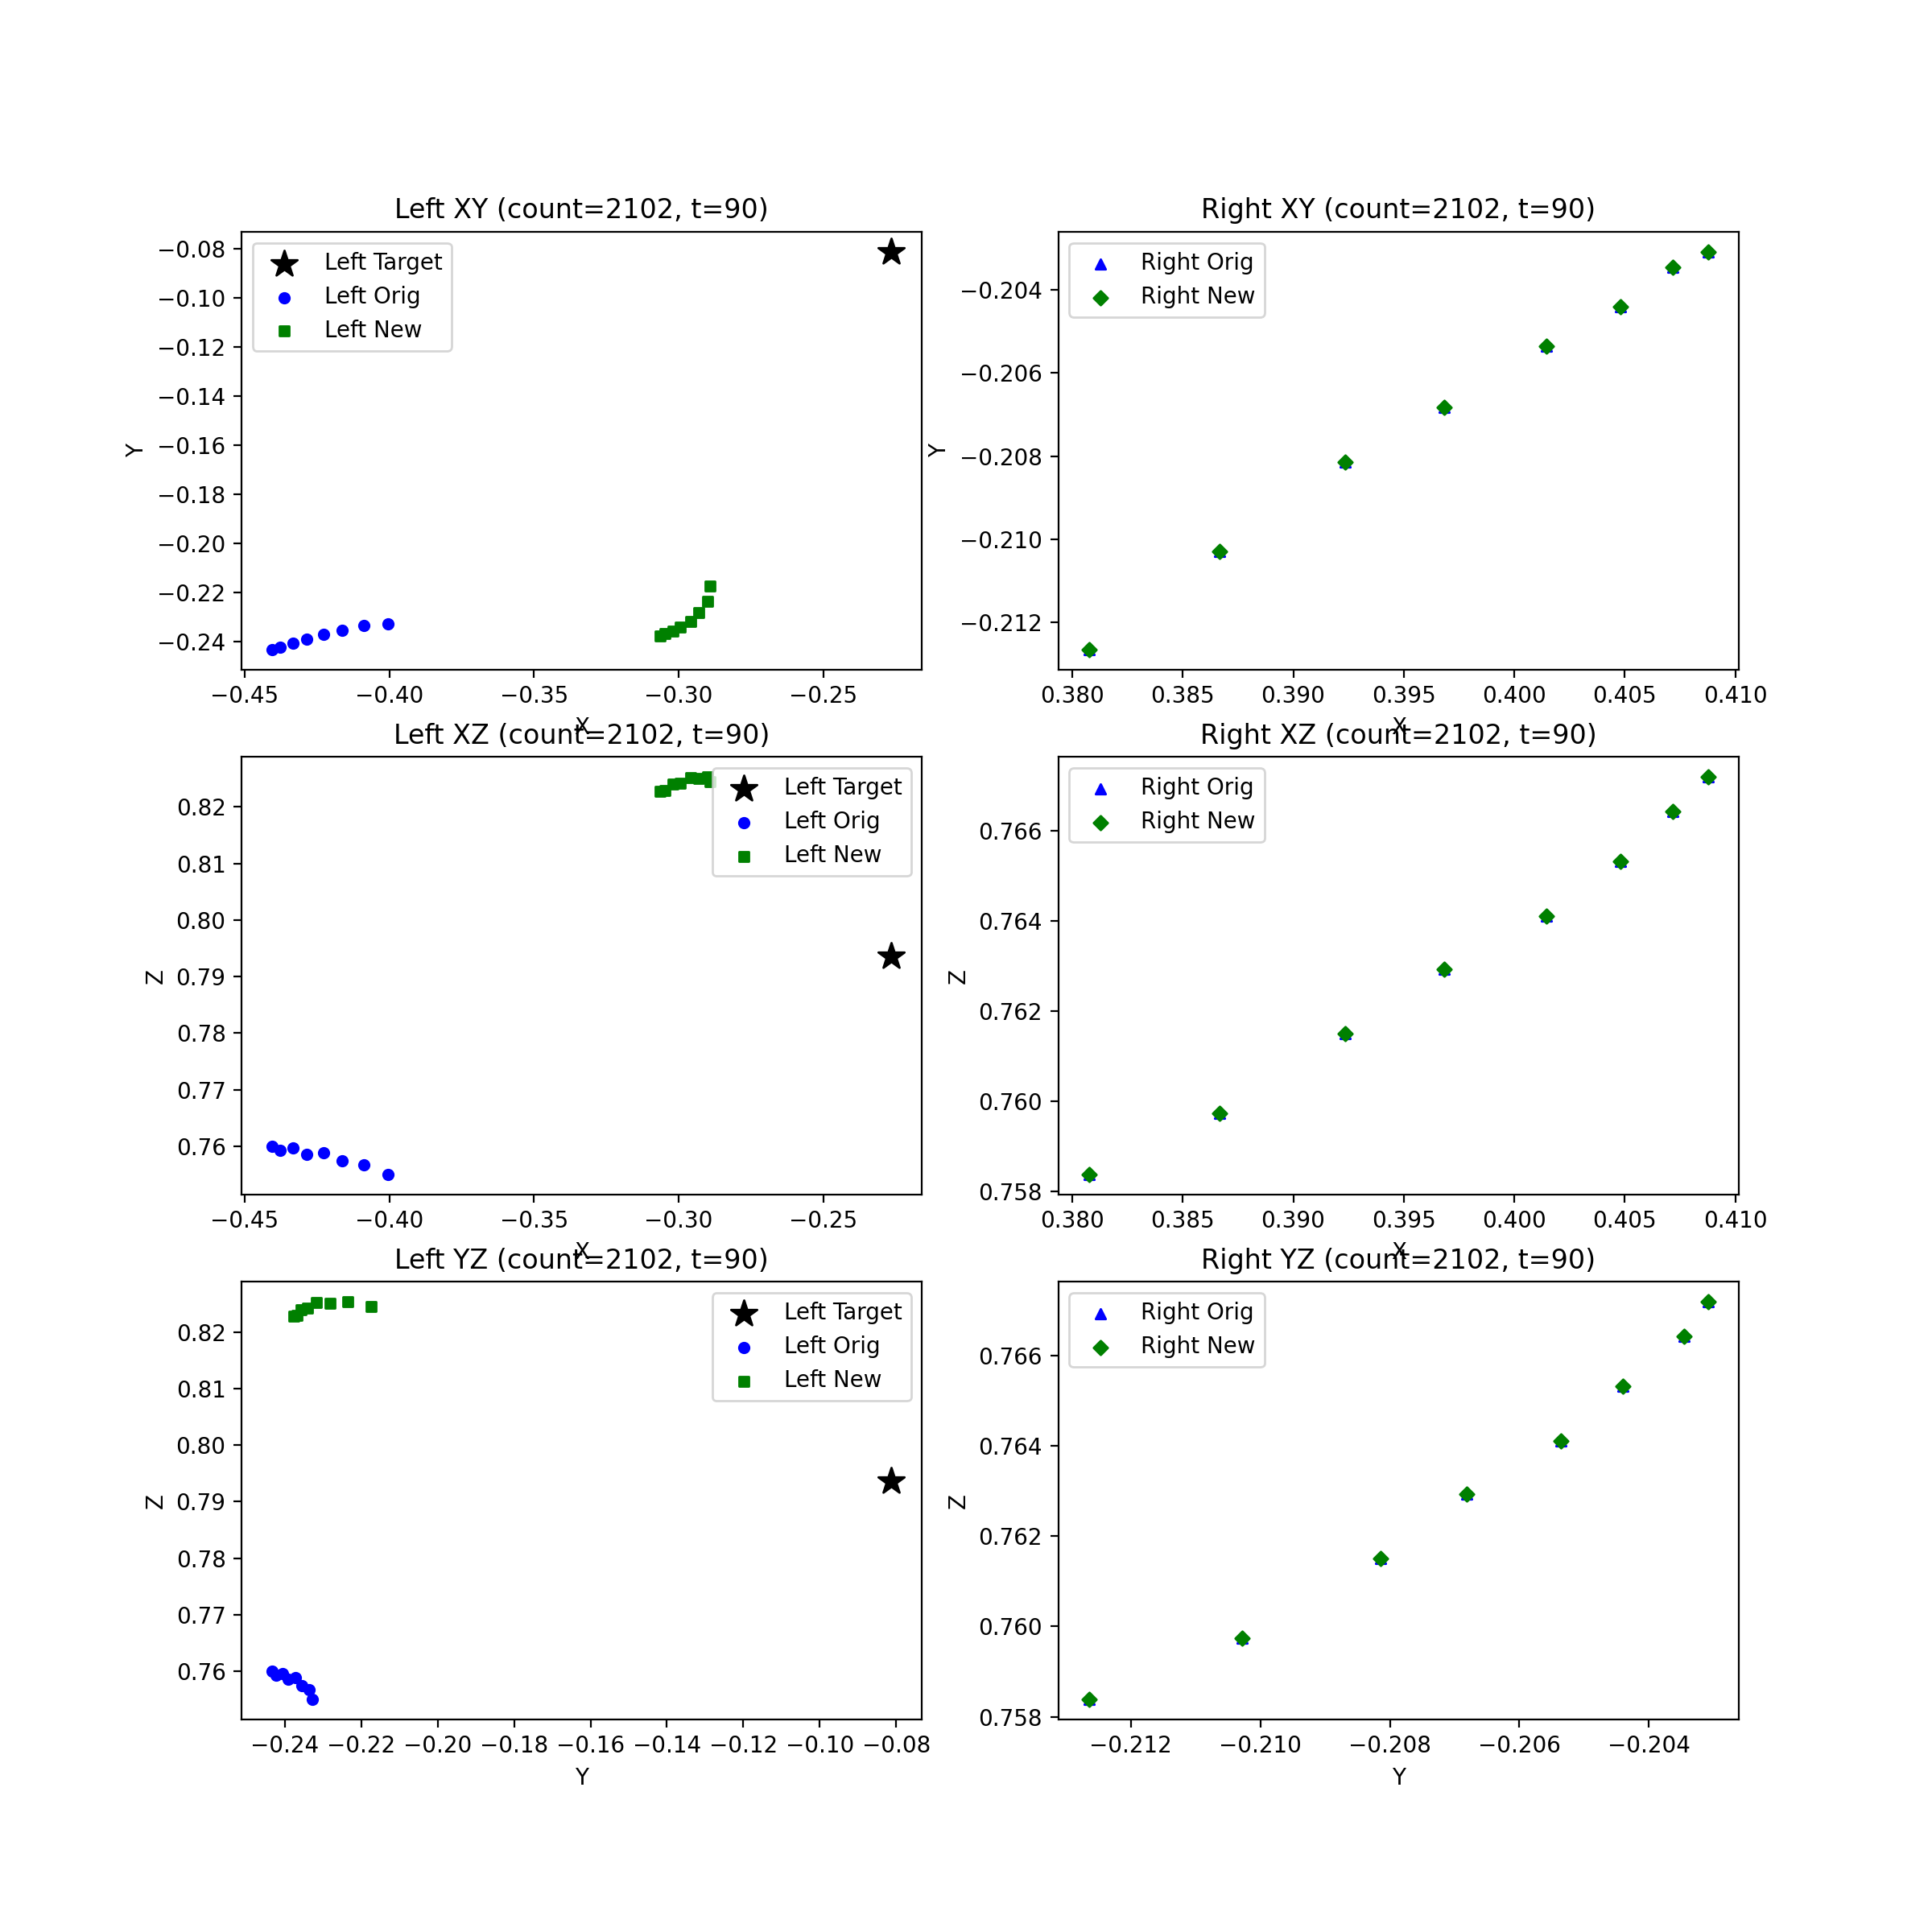 Left XY (count=2102, t=90)
Left Target
Left Orig
Left New
−0.08
−0.10
−0.12
−0.14
−0.16
−0.18
−0.20
−0.22
−0.24
Y
−0.45
−0.40
−0.35
−0.30
−0.25
X
Right XY (count=2102, t=90)
Right Orig
Right New
−0.204
−0.206
−0.208
−0.210
−0.212
Y
0.380
0.385
0.390
0.395
0.400
0.405
0.410
X
Left XZ (count=2102, t=90)
Left Target
Left Orig
Left New
0.82
0.81
0.80
0.79
0.78
0.77
0.76
Z
−0.45
−0.40
−0.35
−0.30
−0.25
X
Right XZ (count=2102, t=90)
Right Orig
Right New
0.766
0.764
0.762
0.760
0.758
Z
0.380
0.385
0.390
0.395
0.400
0.405
0.410
X
Left YZ (count=2102, t=90)
Left Target
Left Orig
Left New
0.82
0.81
0.80
0.79
0.78
0.77
0.76
Z
−0.24
−0.22
−0.20
−0.18
−0.16
−0.14
−0.12
−0.10
−0.08
Y
Right YZ (count=2102, t=90)
Right Orig
Right New
0.766
0.764
0.762
0.760
0.758
Z
−0.212
−0.210
−0.208
−0.206
−0.204
Y